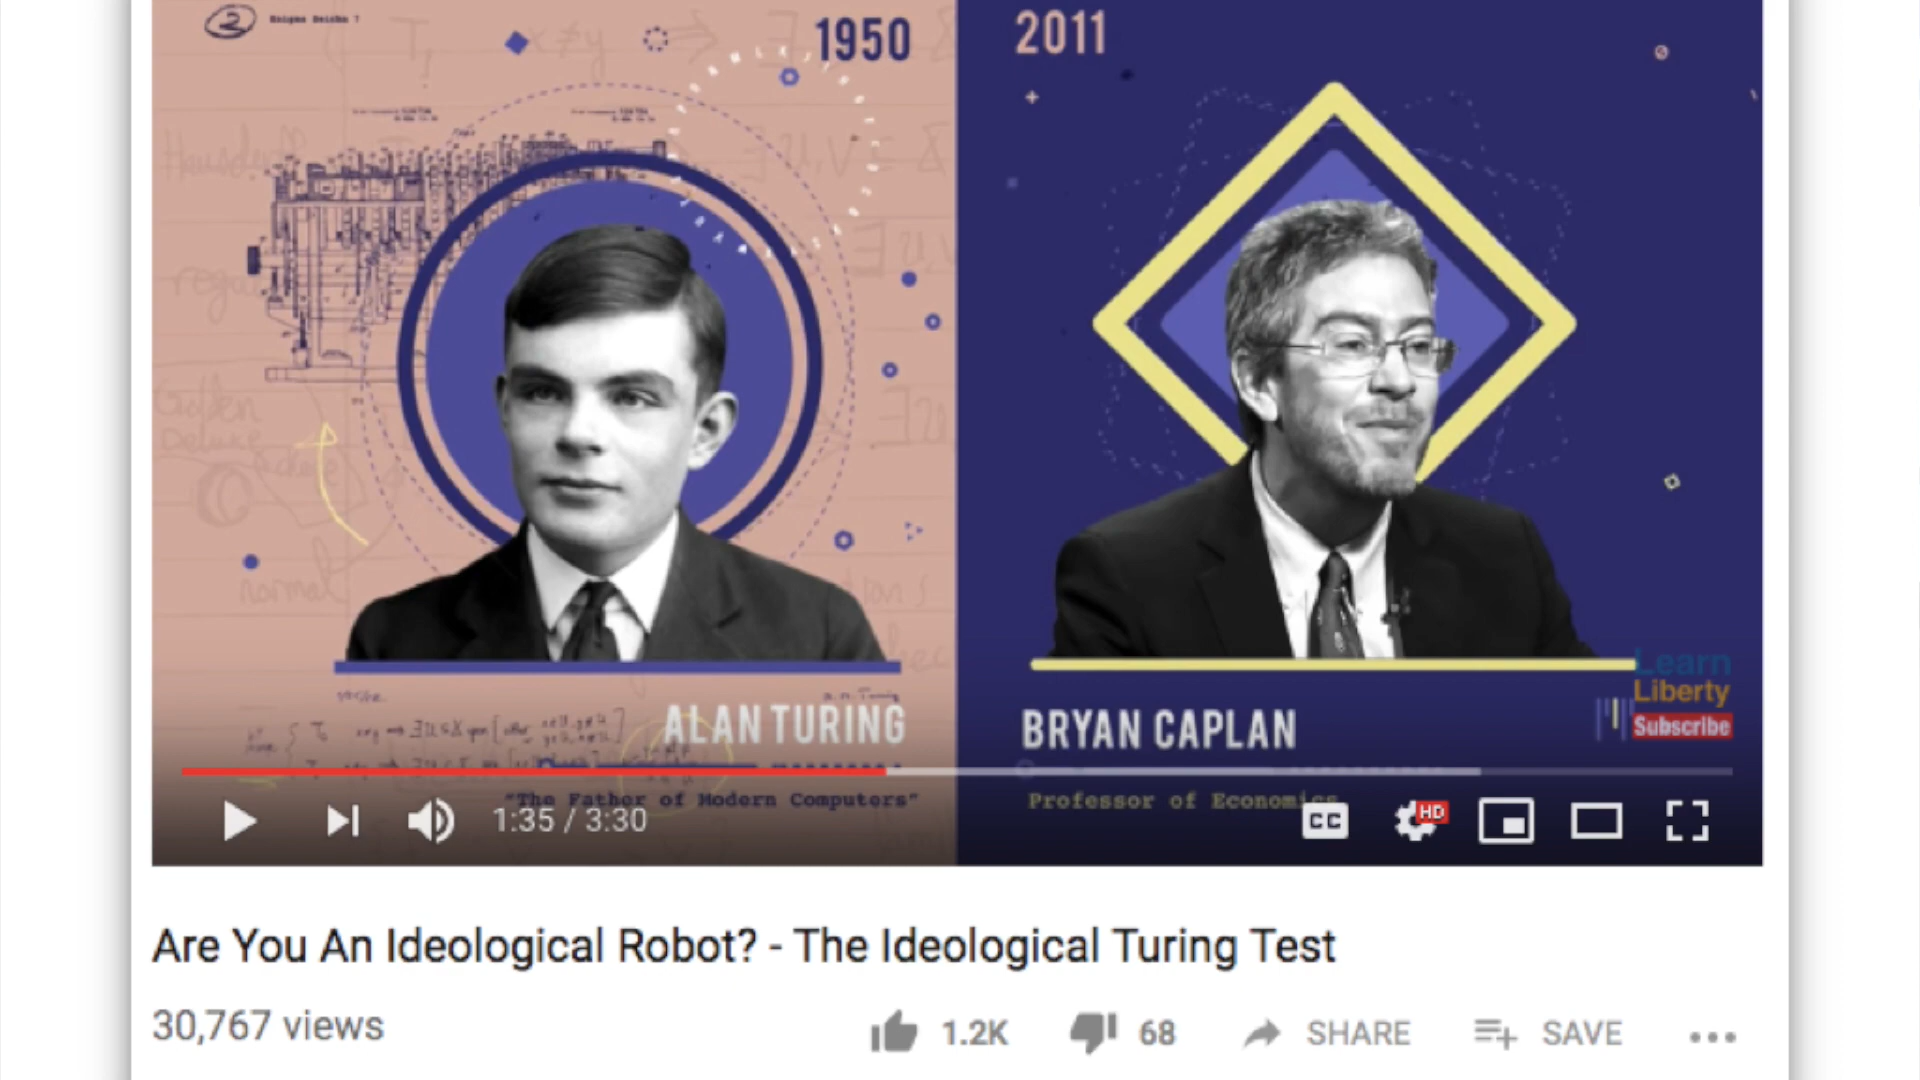 2
1950
2011
ALAN TURING
BRYAN CAPLAN
Learn
Liberty
Subscribe
"The Father of Modern Computers"
Professor of Economics
1:35 / 3:30
CC
HD
Are You An Ideological Robot? - The Ideological Turing Test
30,767 views
1.2K
68
SHARE
SAVE